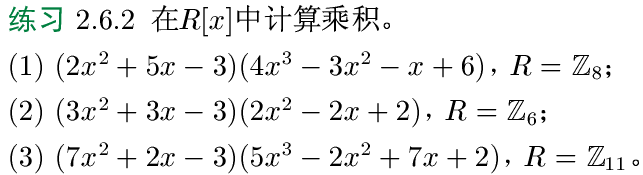 练习 2.6.2 在R[x]中计算乘积。
(1) (2x² + 5x − 3)(4x³ − 3x² − x + 6)，R = ℤ₈；
(2) (3x² + 3x − 3)(2x² − 2x + 2)，R = ℤ₆；
(3) (7x² + 2x − 3)(5x³ − 2x² + 7x + 2)，R = ℤ₁₁。